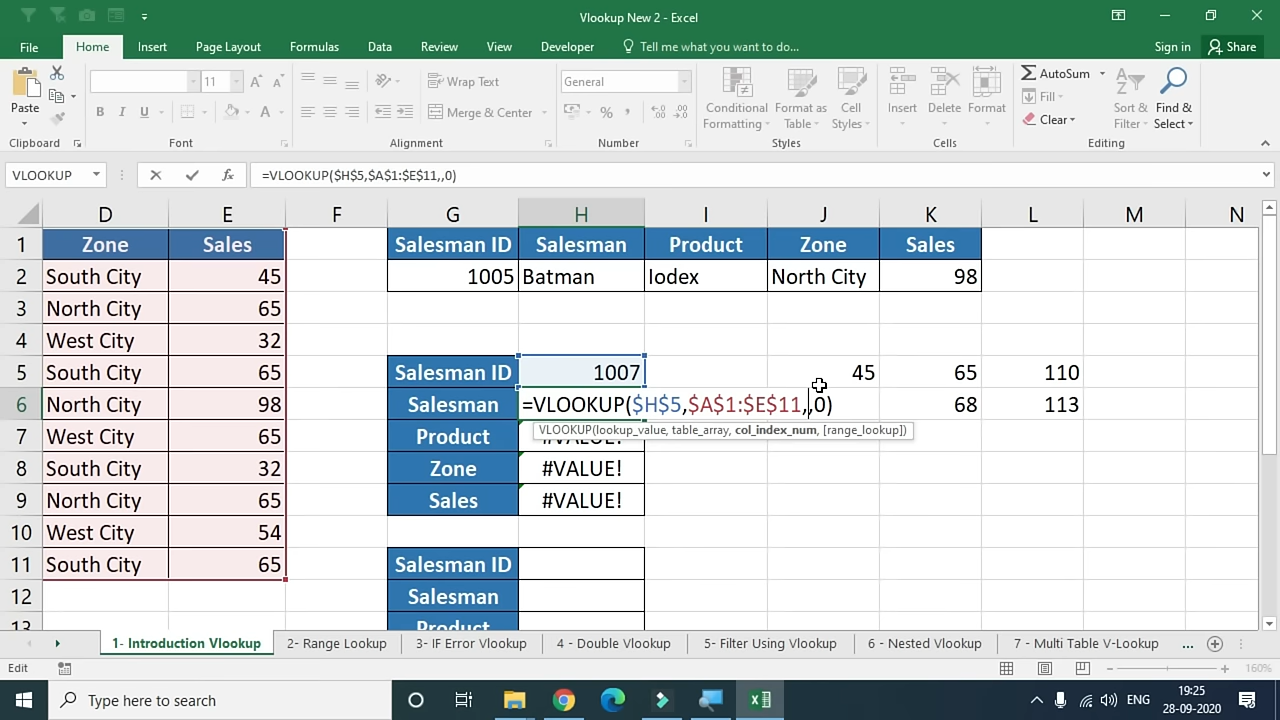 Vlookup New 2 - Excel
File Home Insert Page Layout Formulas Data Review View Developer Tell me what you want to do... Sign in Share
Paste 11 Wrap Text General Conditional Formatting Format as Table Cell Styles Insert Delete Format AutoSum Sort & Filter Find & Select
B I U Merge & Center % Fill
Clear
Clipboard Font Alignment Number Styles Cells Editing
VLOOKUP fx =VLOOKUP($H$5,$A$1:$E$11,,0)
D E F G H I J K L M N
1 Zone Sales Salesman ID Salesman Product Zone Sales
2 South City 45 1005 Batman Iodex North City 98
3 North City 65
4 West City 32
5 South City 65 Salesman ID 1007 45 65 110
6 North City 98 Salesman =VLOOKUP($H$5,$A$1:$E$11,,0) 68 113
VLOOKUP(lookup_value, table_array, col_index_num, [range_lookup])
7 West City 65 Product #VALUE!
8 South City 32 Zone #VALUE!
9 North City 65 Sales #VALUE!
10 West City 54
11 South City 65 Salesman ID
12 Salesman
13 Product
1- Introduction Vlookup 2- Range Lookup 3- IF Error Vlookup 4 - Double Vlookup 5- Filter Using Vlookup 6 - Nested Vlookup 7 - Multi Table V-Lookup ...
Edit 160%
Type here to search ENG 19:25
28-09-2020